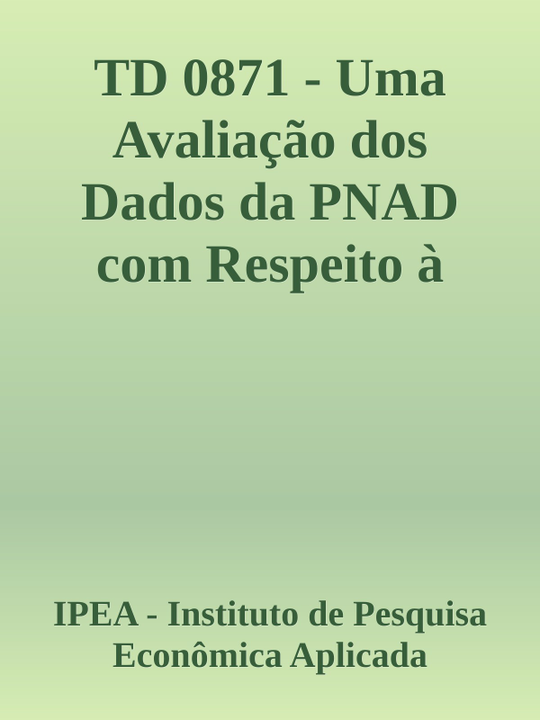 TD 0871 - Uma
Avaliação dos
Dados da PNAD
com Respeito à
IPEA - Instituto de Pesquisa
Econômica Aplicada